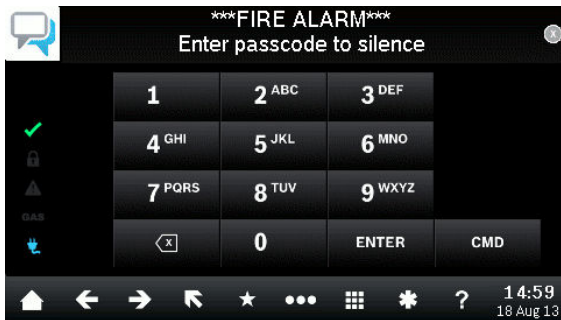 ***FIRE ALARM***
Enter passcode to silence
1
2 ABC
3 DEF
4 GHI
5 JKL
6 MNO
7 PQRS
8 TUV
9 WXYZ
GAS
X
0
ENTER
CMD
?
14:59
18 Aug 13